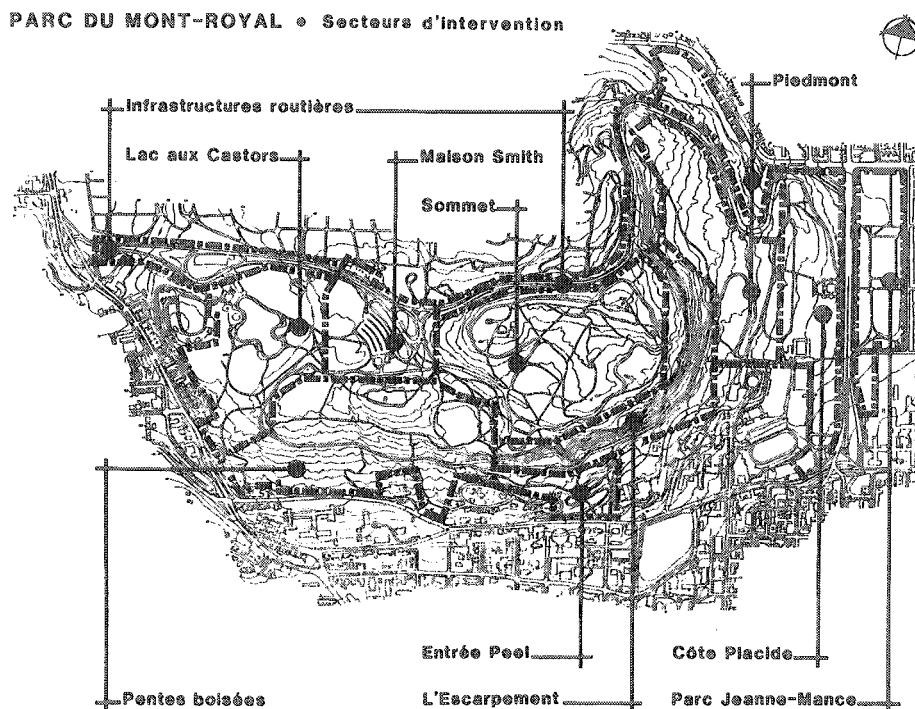 PARC DU MONT-ROYAL • Secteurs d'intervention
Piedmont
Infrastructures routières
Lac aux Castors
Maison Smith
Sommet
Entrée Peel
Côte Placide
Pentes boisées
L'Escarpement
Parc Jeanne-Mance